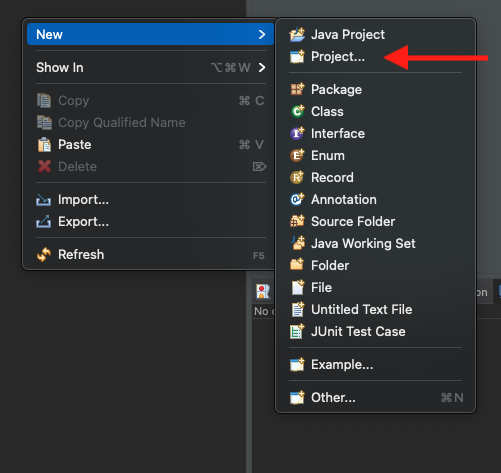 New
Show In ⌥⌘W
Copy ⌘ C
Copy Qualified Name
Paste ⌘ V
Delete ⌦
Import...
Export...
Refresh F5
Java Project
Project...
Package
Class
Interface
Enum
Record
Annotation
Source Folder
Java Working Set
Folder
File
Untitled Text File
JUnit Test Case
Example...
Other... ⌘N
on